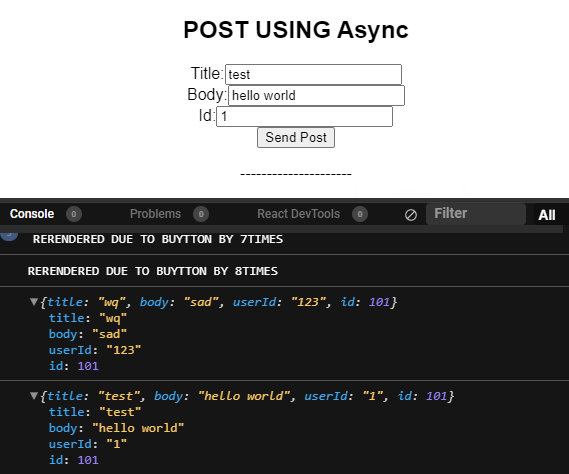 POST USING Async
Title: test
Body: hello world
Id: 1
Send Post
----------------------
Console 0 Problems 0 React DevTools 0 Filter All
RERENDERED DUE TO BUYTTON BY 7TIMES
RERENDERED DUE TO BUYTTON BY 8TIMES
▼{title: "wq", body: "sad", userId: "123", id: 101}
title: "wq"
body: "sad"
userId: "123"
id: 101
▼{title: "test", body: "hello world", userId: "1", id: 101}
title: "test"
body: "hello world"
userId: "1"
id: 101